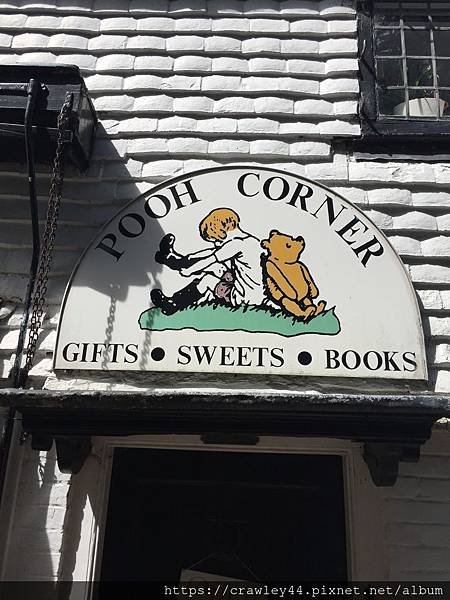 POOH CORNER
GIFTS • SWEETS • BOOKS
https://crawley44.pixnet.net/album